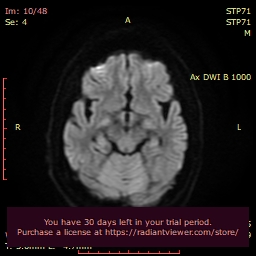 Im: 10/48
Se: 4
STP71
STP71
M
A
Ax DWI B 1000
R
L
You have 30 days left in your trial period.
Purchase a license at https://radiantviewer.com/store/